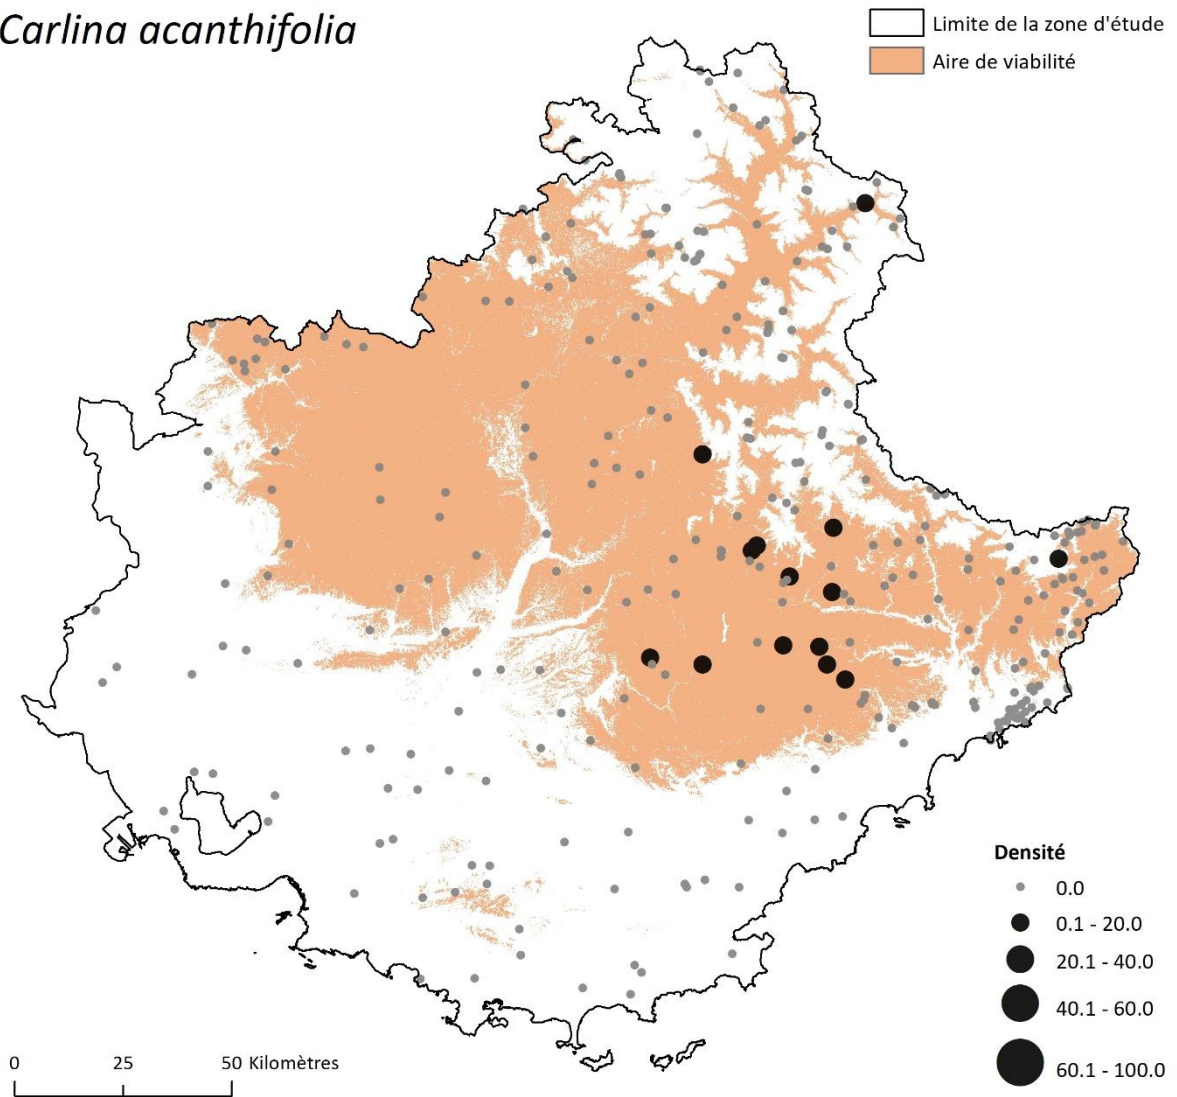 Carlina acanthifolia
Limite de la zone d'étude
Aire de viabilité
Densité
0.0
0.1 - 20.0
20.1 - 40.0
40.1 - 60.0
60.1 - 100.0
0 25 50 Kilomètres